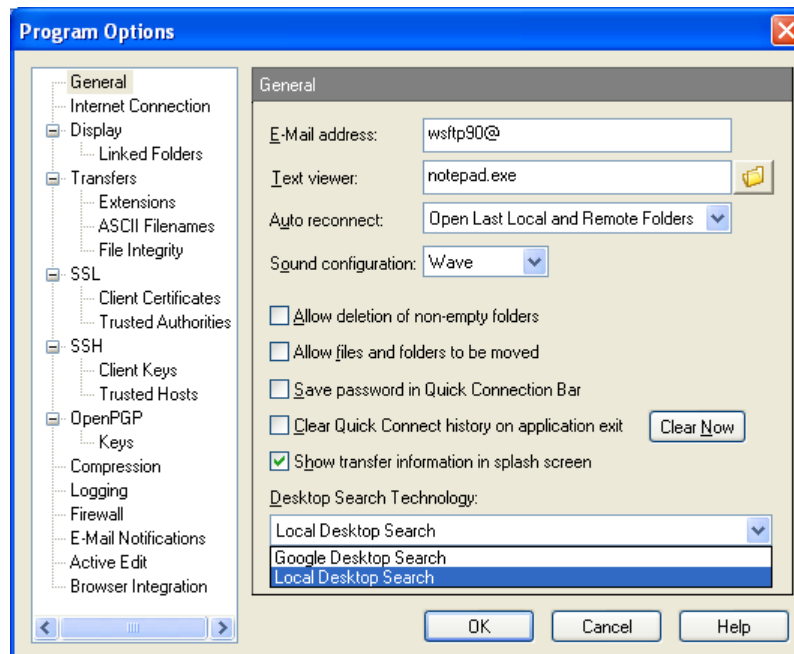 Program Options
General
Internet Connection
Display
Linked Folders
Transfers
Extensions
ASCII Filenames
File Integrity
SSL
Client Certificates
Trusted Authorities
SSH
Client Keys
Trusted Hosts
OpenPGP
Keys
Compression
Logging
Firewall
E-Mail Notifications
Active Edit
Browser Integration
General
E-Mail address: wsftp90@
Text viewer: notepad.exe
Auto reconnect: Open Last Local and Remote Folders
Sound configuration: Wave
Allow deletion of non-empty folders
Allow files and folders to be moved
Save password in Quick Connection Bar
Clear Quick Connect history on application exit Clear Now
Show transfer information in splash screen
Desktop Search Technology:
Local Desktop Search
Google Desktop Search
Local Desktop Search
OK Cancel Help